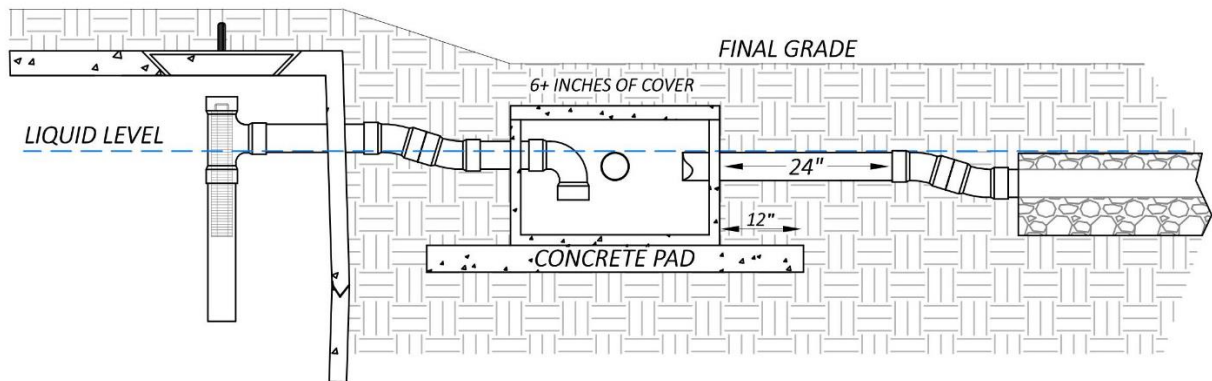 FINAL GRADE
6+ INCHES OF COVER
LIQUID LEVEL
24"
12"
CONCRETE PAD